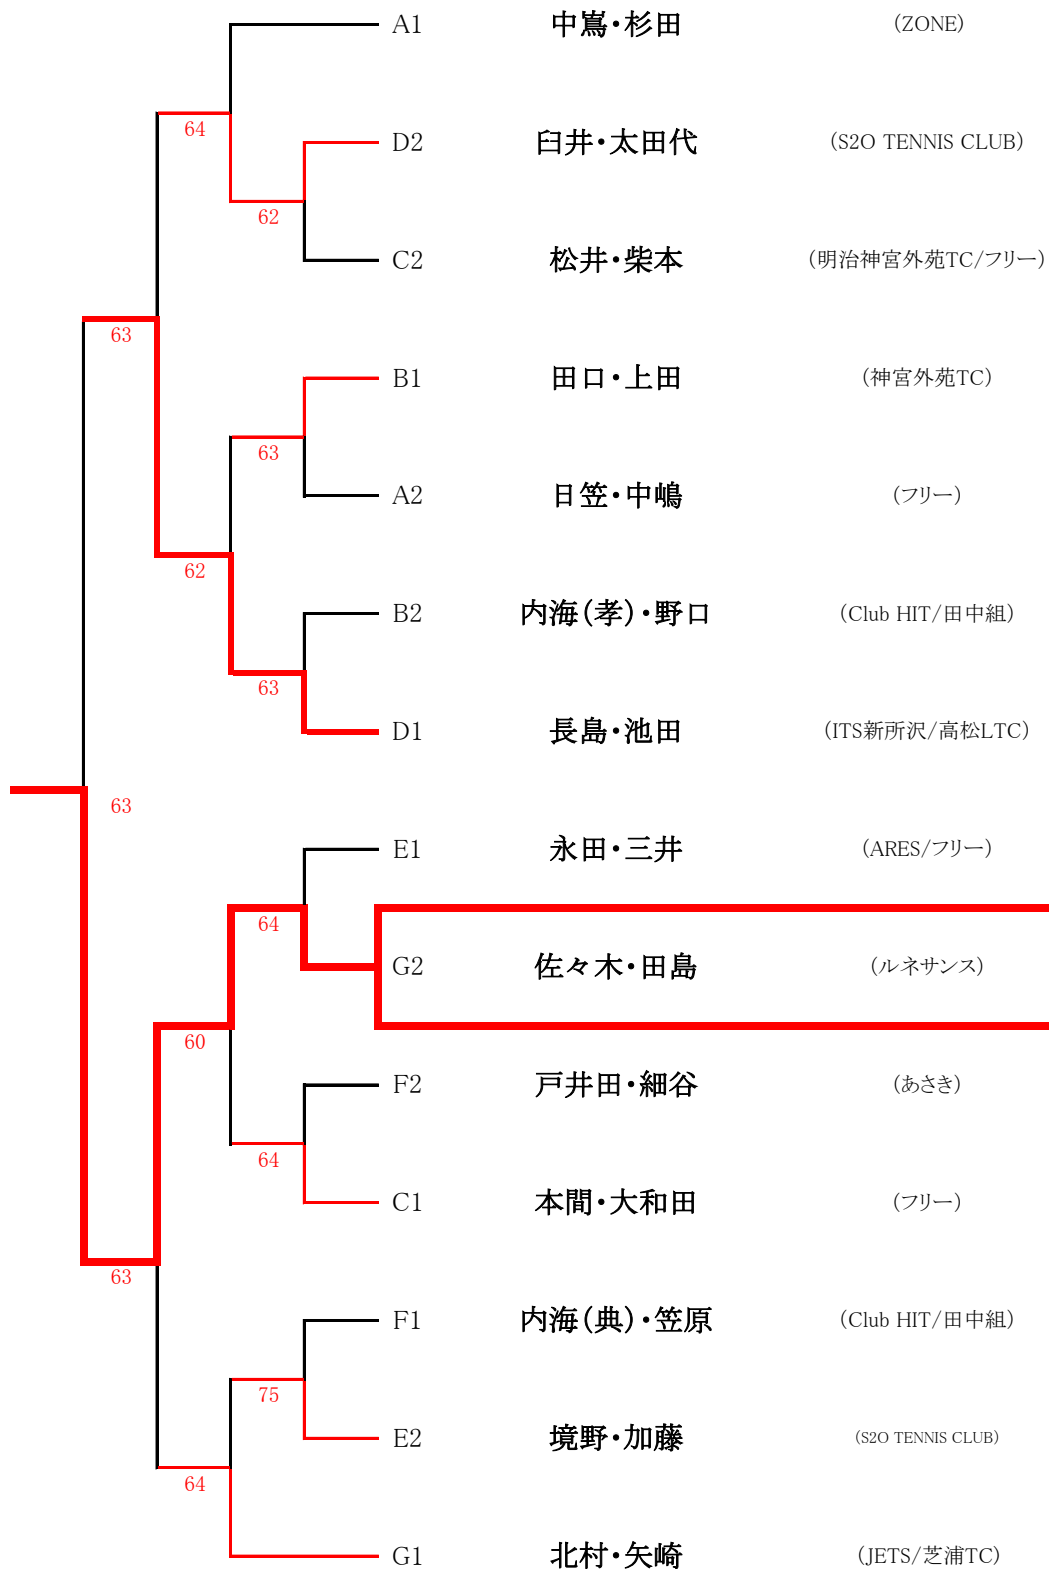 A1 中嶌・杉田 (ZONE)
64
D2 臼井・太田代 (S2O TENNIS CLUB)
62
C2 松井・柴本 (明治神宮外苑TC/フリー)
63
B1 田口・上田 (神宮外苑TC)
63
A2 日笠・中嶋 (フリー)
62
B2 内海(孝)・野口 (Club HIT/田中組)
63
D1 長島・池田 (ITS新所沢/高松LTC)
63
E1 永田・三井 (ARES/フリー)
64
G2 佐々木・田島 (ルネサンス)
60
F2 戸井田・細谷 (あさき)
64
C1 本間・大和田 (フリー)
63
F1 内海(典)・笠原 (Club HIT/田中組)
75
E2 境野・加藤 (S2O TENNIS CLUB)
64
G1 北村・矢崎 (JETS/芝浦TC)